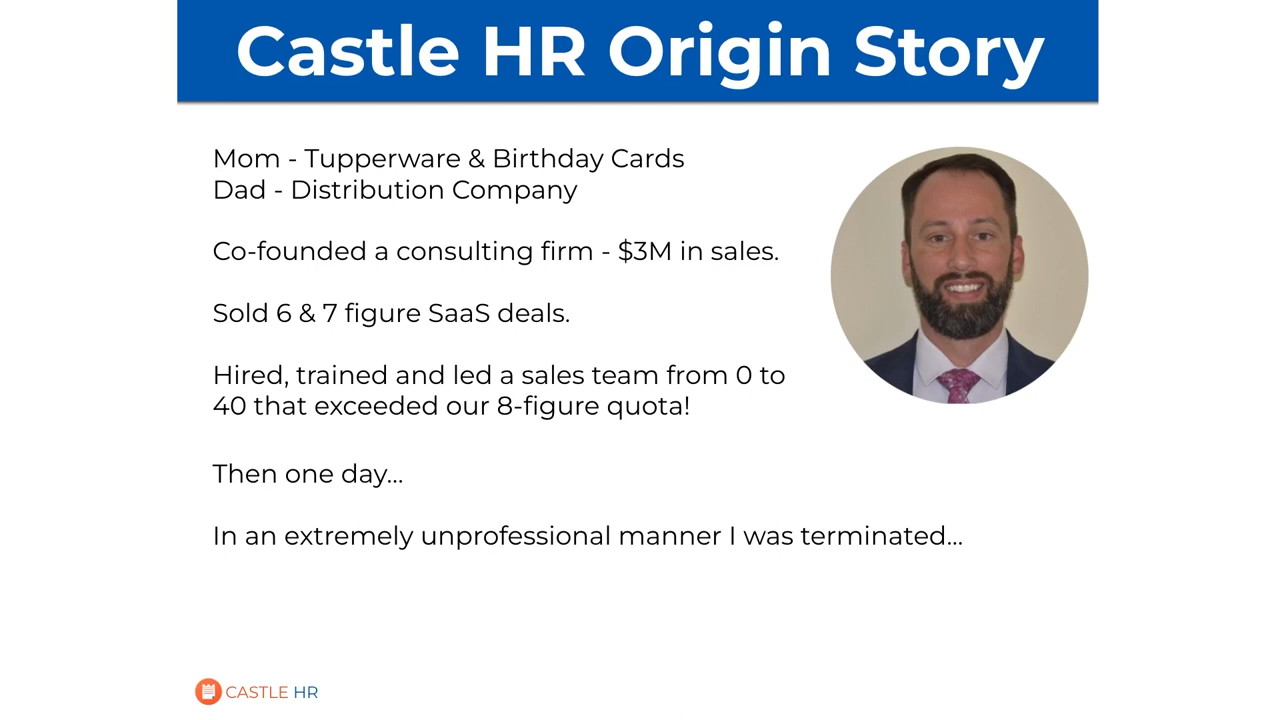 Castle HR Origin Story
Mom - Tupperware & Birthday Cards
Dad - Distribution Company
Co-founded a consulting firm - $3M in sales.
Sold 6 & 7 figure SaaS deals.
Hired, trained and led a sales team from 0 to
40 that exceeded our 8-figure quota!
Then one day...
In an extremely unprofessional manner I was terminated...
CASTLE HR